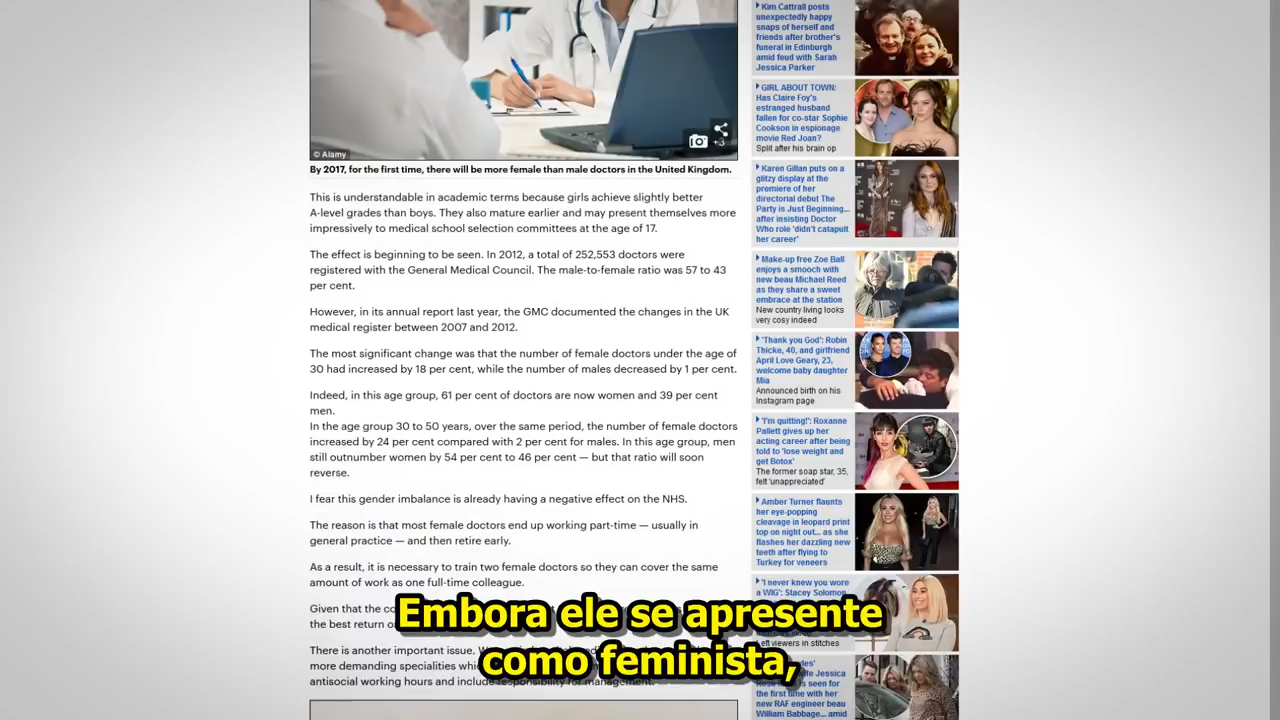 © Alamy
+3
By 2017, for the first time, there will be more female than male doctors in the United Kingdom.
This is understandable in academic terms because girls achieve slightly better
A-level grades than boys. They also mature earlier and may present themselves more
impressively to medical school selection committees at the age of 17.
The effect is beginning to be seen. In 2012, a total of 252,553 doctors were
registered with the General Medical Council. The male-to-female ratio was 57 to 43
per cent.
However, in its annual report last year, the GMC documented the changes in the UK
medical register between 2007 and 2012.
The most significant change was that the number of female doctors under the age of
30 had increased by 18 per cent, while the number of males decreased by 1 per cent.
Indeed, in this age group, 61 per cent of doctors are now women and 39 per cent
men.
In the age group 30 to 50 years, over the same period, the number of female doctors
increased by 24 per cent compared with 2 per cent for males. In this age group, men
still outnumber women by 54 per cent to 46 per cent — but that ratio will soon
reverse.
I fear this gender imbalance is already having a negative effect on the NHS.
The reason is that most female doctors end up working part-time — usually in
general practice — and then retire early.
As a result, it is necessary to train two female doctors so they can cover the same
amount of work as one full-time colleague.
Given that the
the best return
There is another important issue.
more demanding specialities
antisocial working hours and include responsibility for management.
Embora ele se apresente
como feminista,
Kim Cattrall posts
unexpectedly happy
snaps of herself and
friends after brother's
funeral in Edinburgh
amid feud with Sarah
Jessica Parker
GIRL ABOUT TOWN:
Has Claire Foy's
estranged husband
fallen for co-star Sophie
Cookson in espionage
movie Red Joan?
Split after his brain op
Karen Gillan puts on a
glitzy display at the
premiere of her
directorial debut The
Party is Just Beginning...
after insisting Doctor
Who role 'didn't catapult
her career'
Make-up free Zoe Ball
enjoys a smooch with
new beau Michael Reed
as they share a sweet
embrace at the station
New country living looks
very cosy indeed
'Thank you God': Robin
Thicke, 40, and girlfriend
April Love Geary, 23,
welcome baby daughter
Mia
Announced birth on his
Instagram page
'I'm quitting!': Roxanne
Pallett gives up her
acting career after being
told to 'lose weight and
get Botox'
The former soap star, 35,
felt 'unappreciated'
Amber Turner flaunts
her eye-popping
cleavage in leopard print
top on night out... as she
flashes her dazzling new
teeth after flying to
Turkey for veneers
'I never knew you wore
a WIG': Stacey Solomon
viewers in stitches
Jessica
is seen for
the first time with her
new RAF engineer beau
William Babbage... amid